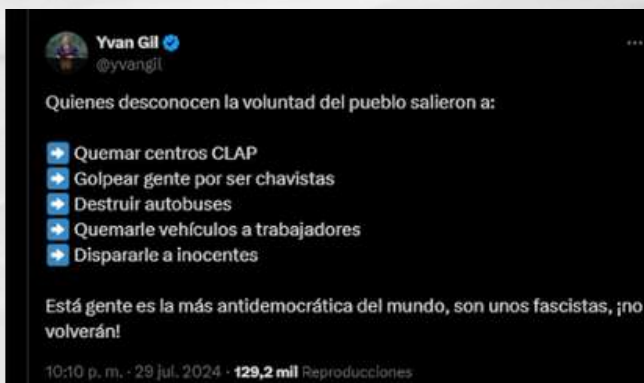 Yvan Gil
@yvangil
Quienes desconocen la voluntad del pueblo salieron a:
➡️ Quemar centros CLAP
➡️ Golpear gente por ser chavistas
➡️ Destruir autobuses
➡️ Quemarle vehículos a trabajadores
➡️ Dispararle a inocentes
Está gente es la más antidemocrática del mundo, son unos fascistas, ¡no
volverán!
10:10 p. m. · 29 jul. 2024 · 129,2 mil Reproducciones